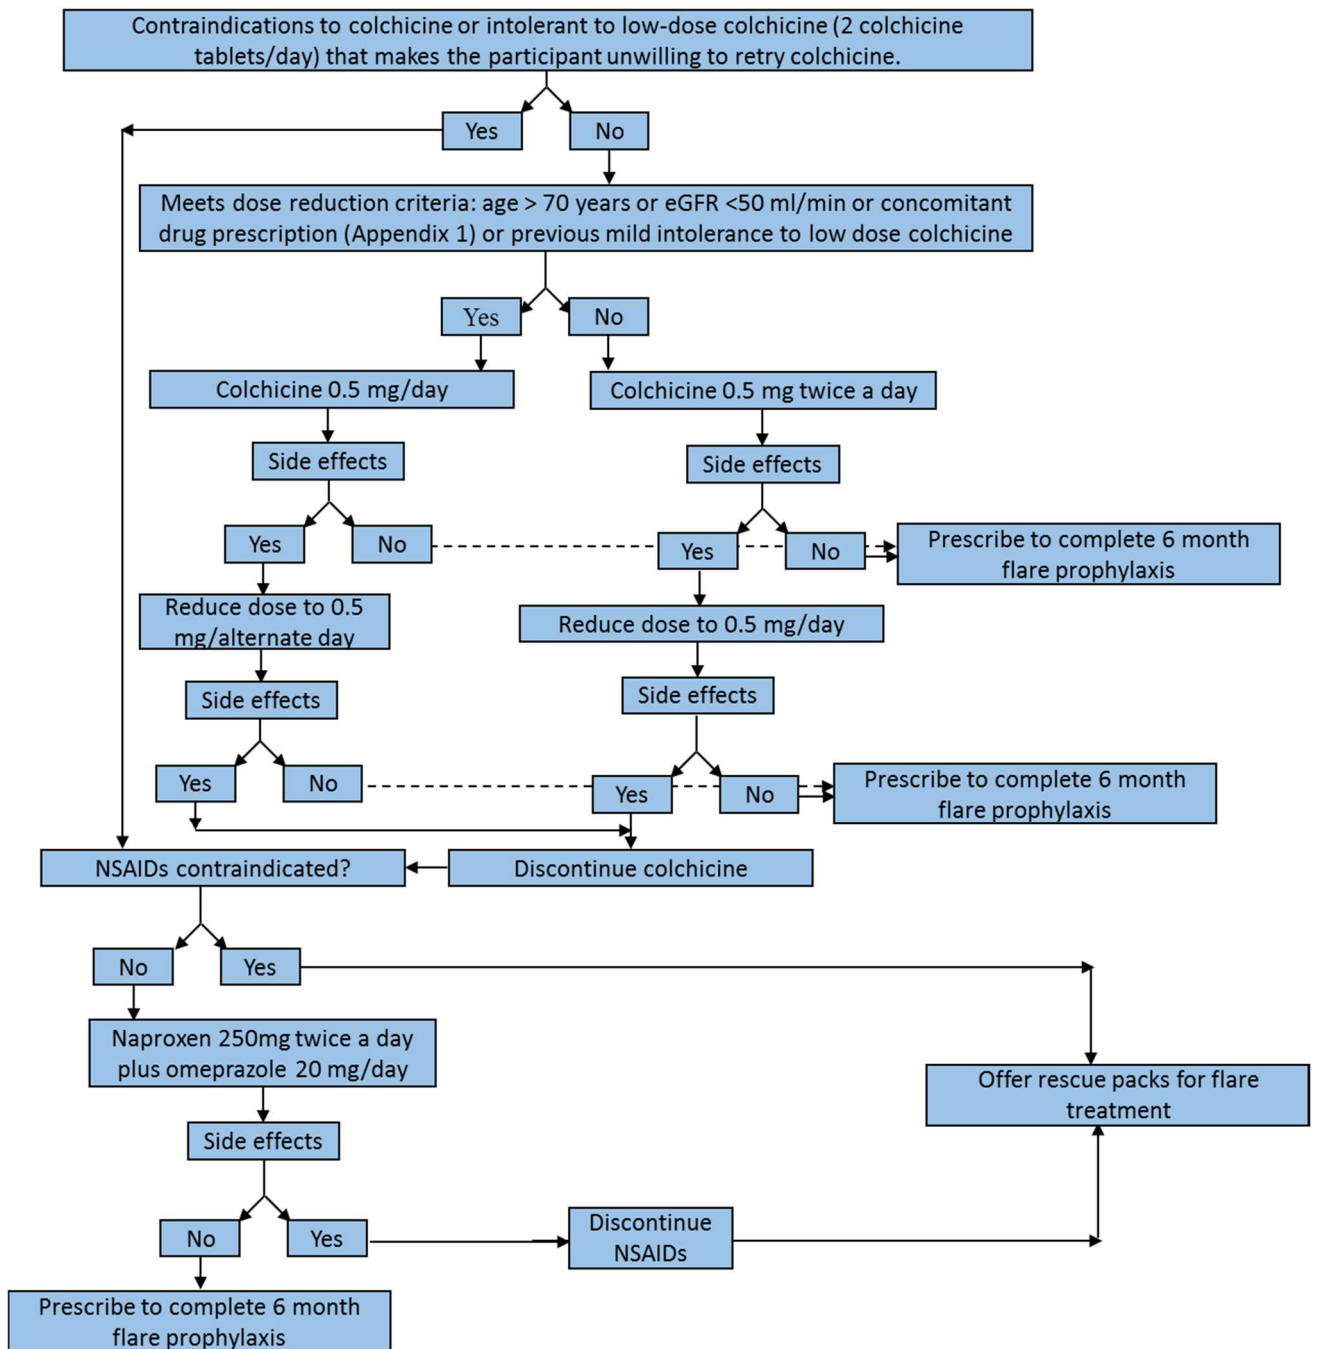 Contraindications to colchicine or intolerant to low-dose colchicine (2 colchicine
tablets/day) that makes the participant unwilling to retry colchicine.
Yes
No
Meets dose reduction criteria: age > 70 years or eGFR <50 ml/min or concomitant
drug prescription (Appendix 1) or previous mild intolerance to low dose colchicine
Yes
No
Colchicine 0.5 mg/day
Colchicine 0.5 mg twice a day
Side effects
Side effects
Yes
No
Yes
No
Prescribe to complete 6 month
flare prophylaxis
Reduce dose to 0.5
mg/alternate day
Reduce dose to 0.5 mg/day
Side effects
Side effects
Yes
No
Yes
No
Prescribe to complete 6 month
flare prophylaxis
NSAIDs contraindicated?
Discontinue colchicine
No
Yes
Naproxen 250mg twice a day
plus omeprazole 20 mg/day
Offer rescue packs for flare
treatment
Side effects
No
Yes
Discontinue
NSAIDs
Prescribe to complete 6 month
flare prophylaxis